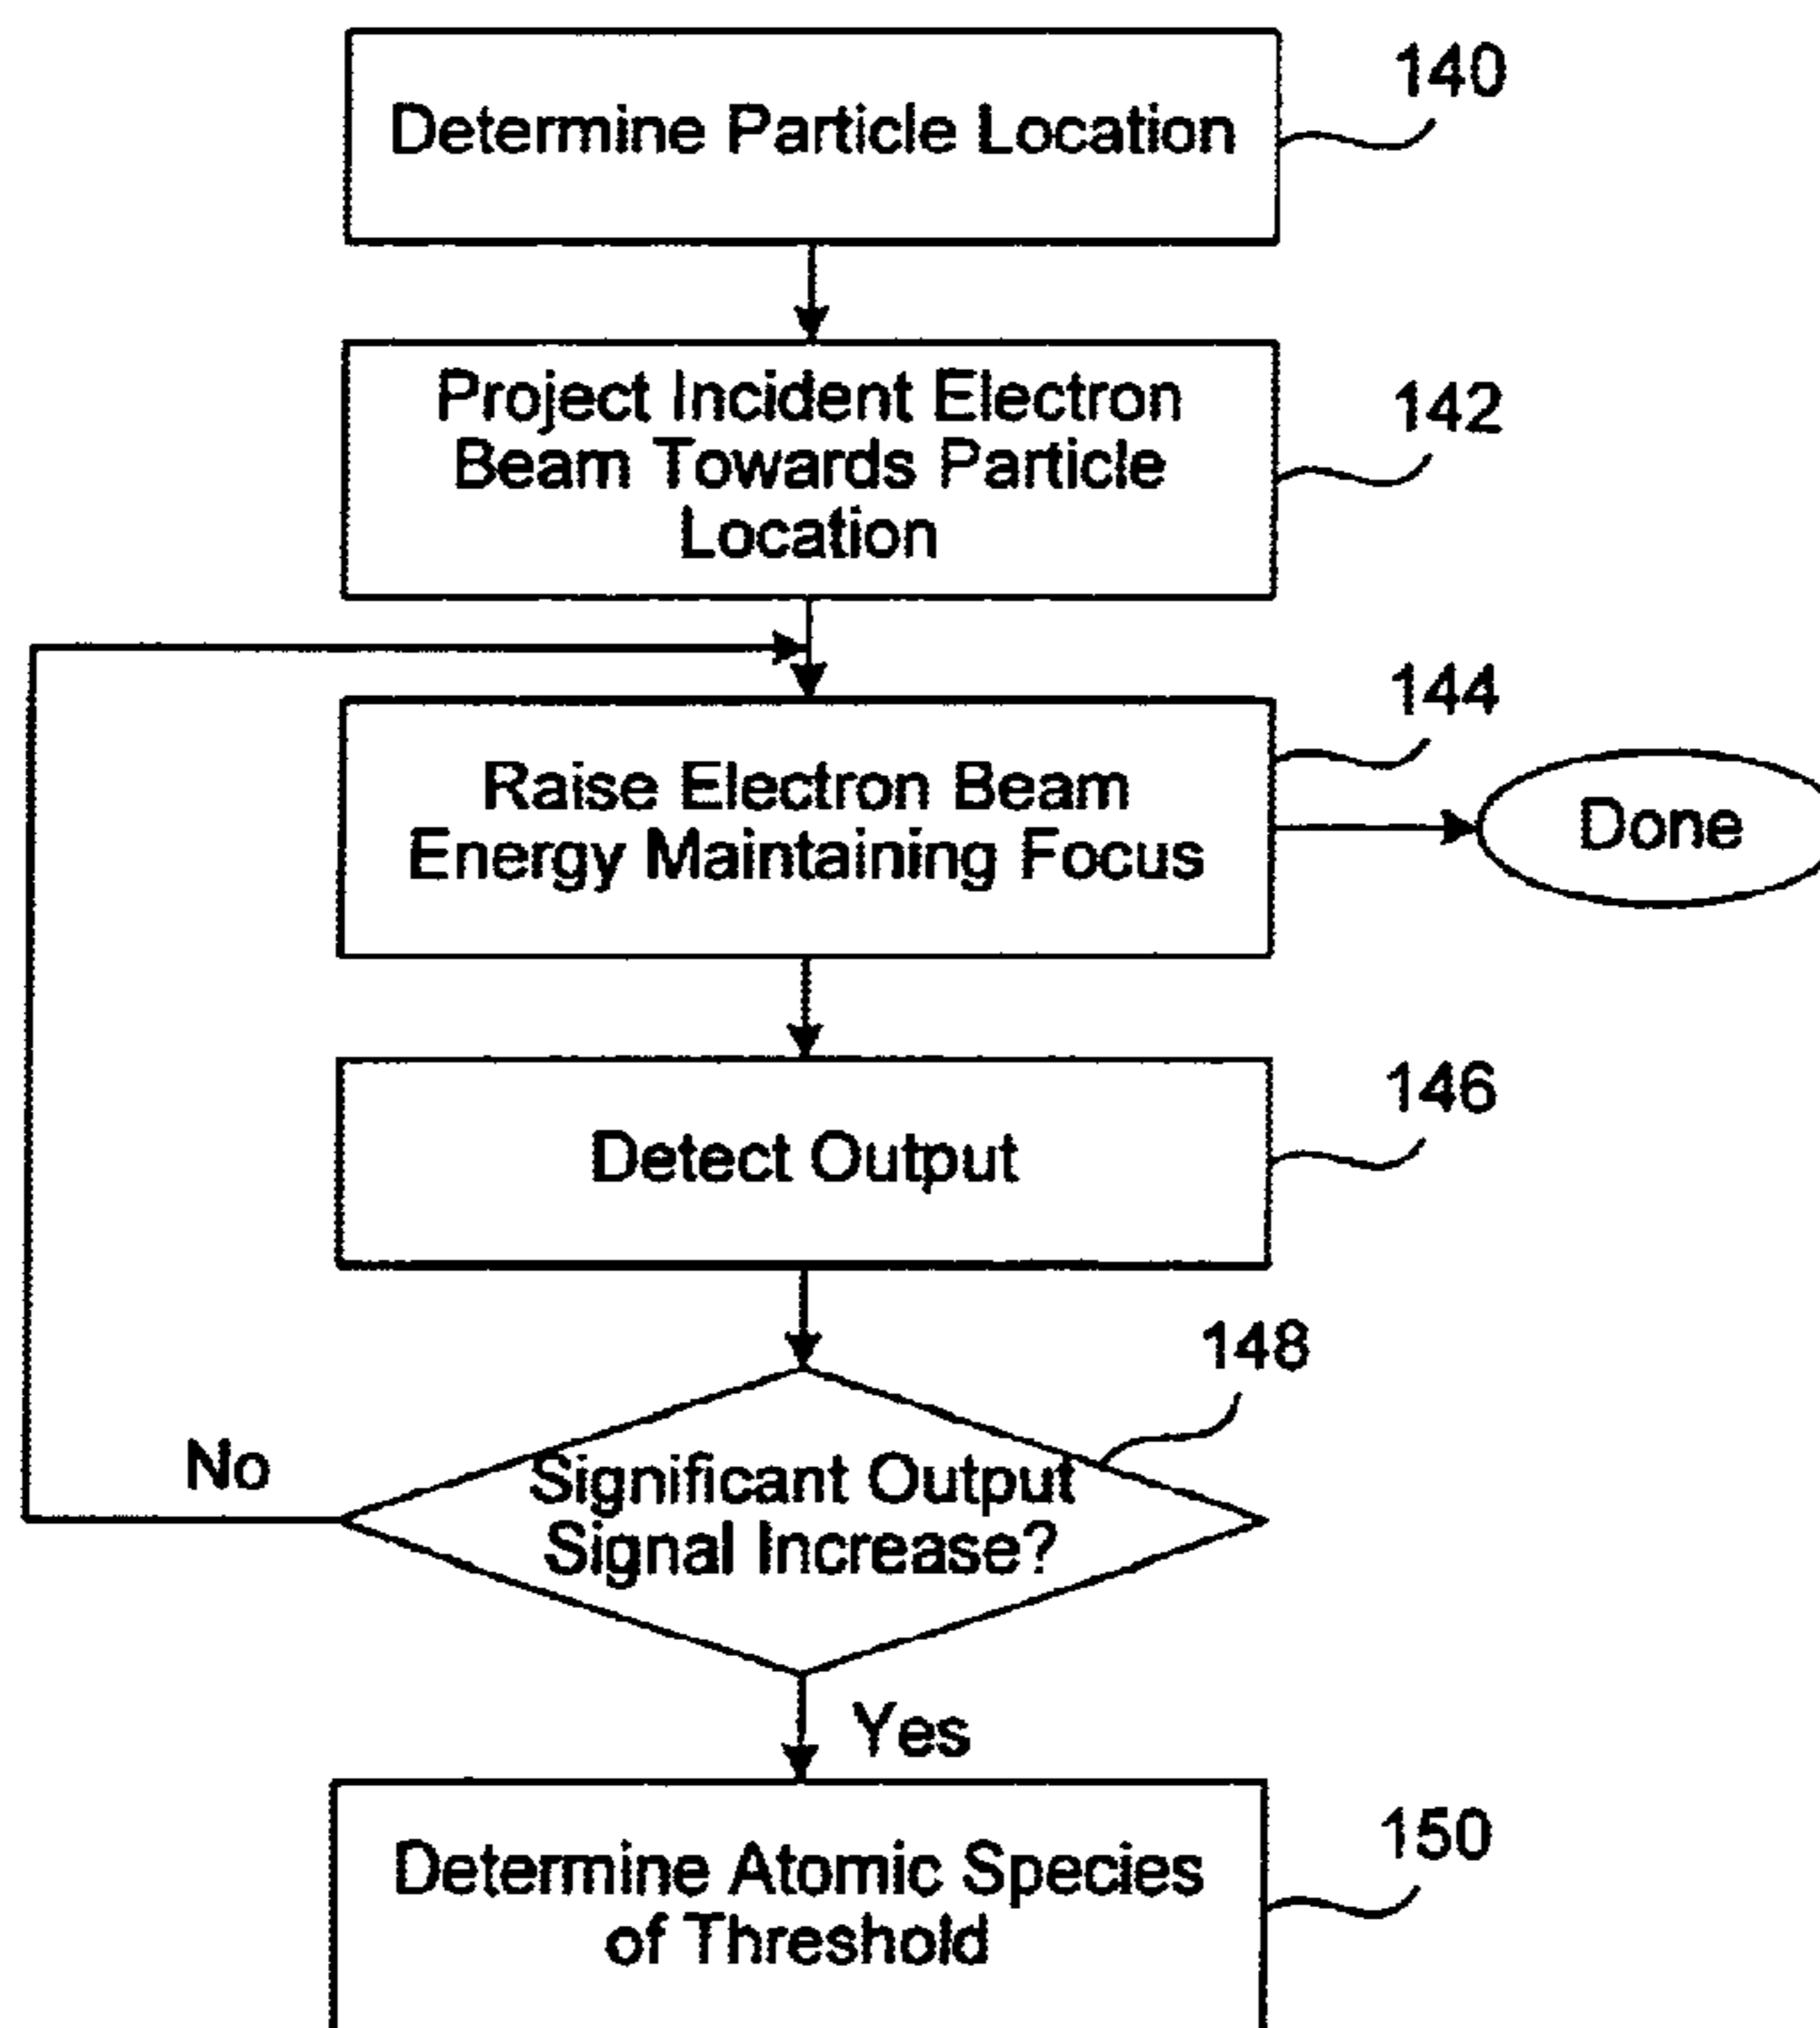 Determine Particle Location
140
Project Incident Electron
Beam Towards Particle
Location
142
Raise Electron Beam
Energy Maintaining Focus
144
Done
Detect Output
146
Significant Output
Signal Increase?
148
No
Yes
Determine Atomic Species
of Threshold
150